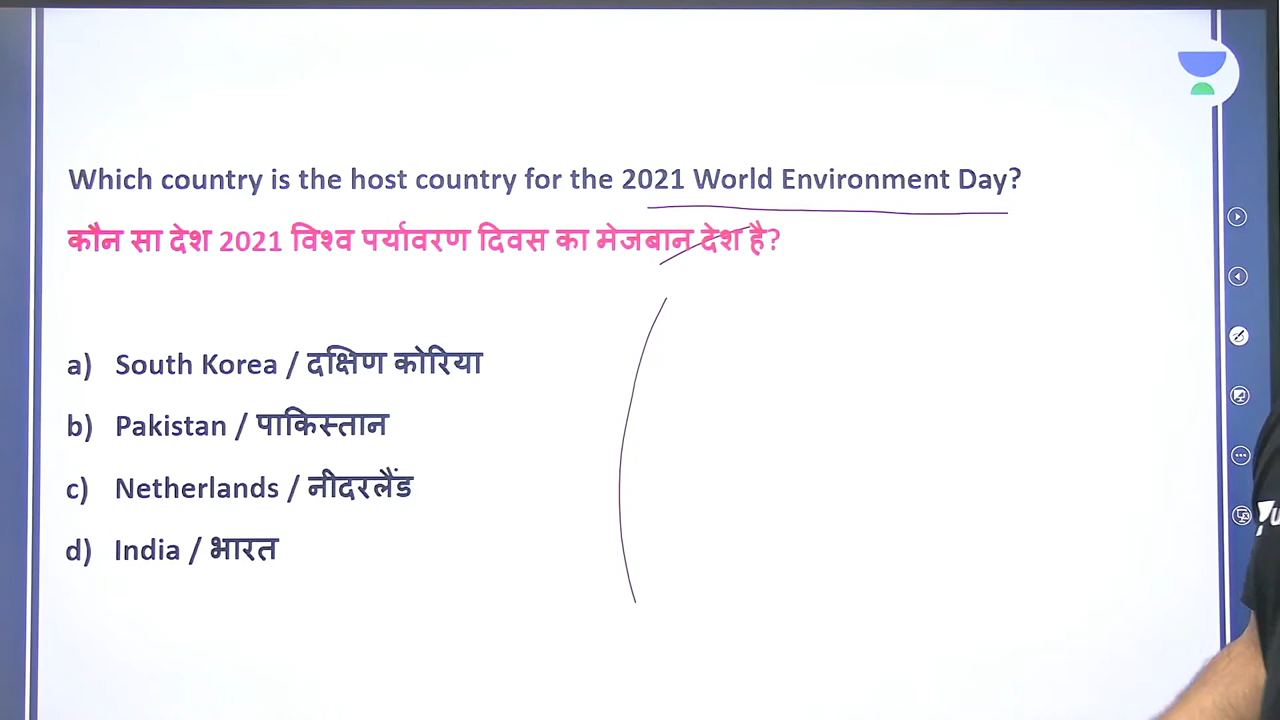 Which country is the host country for the 2021 World Environment Day?
कौन सा देश 2021 विश्व पर्यावरण दिवस का मेजबान देश है?
a) South Korea / दक्षिण कोरिया
b) Pakistan / पाकिस्तान
c) Netherlands / नीदरलैंड
d) India / भारत